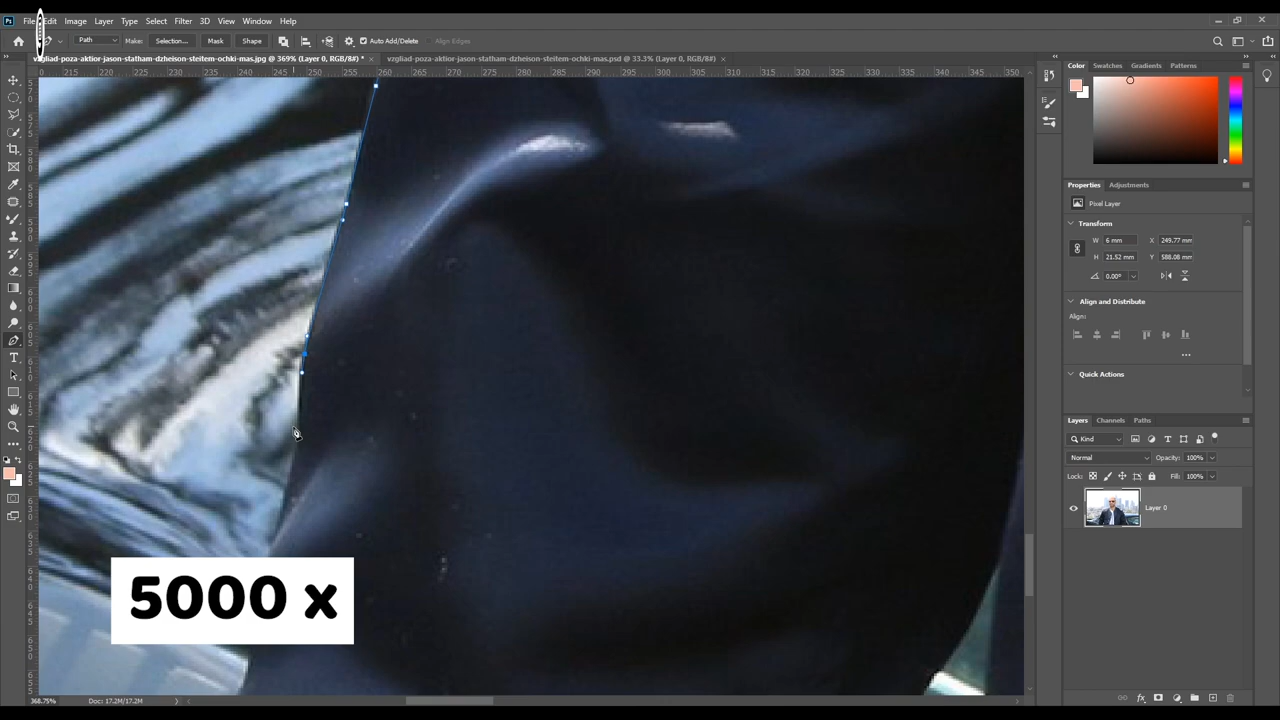 Ps File Edit Image Layer Type Select Filter 3D View Window Help
Path Make: Selection... Mask Shape Auto Add/Delete Align Edges
vzgliad-poza-aktior-jason-statham-dzheison-steitem-ochki-mas.jpg @ 369% (Layer 0, RGB/8#) * × vzgliad-poza-aktior-jason-statham-dzheison-steitem-ochki-mas.psd @ 33.3% (Layer 0, RGB/8#) ×
215 220 225 230 235 240 245 250 255 260 265 270 275 280 285 290 295 300 305 310 315 320 325 330 335 340 345 350
Color Swatches Gradients Patterns
Properties Adjustments
Pixel Layer
Transform
W 6 mm X 249.77 mm
H 21.52 mm Y 588.08 mm
0.00°
Align and Distribute
Align:
Quick Actions
Layers Channels Paths
Kind
Normal Opacity: 100%
Lock: Fill: 100%
Layer 0
5000 x
368.75% Doc: 17.2M/17.2M